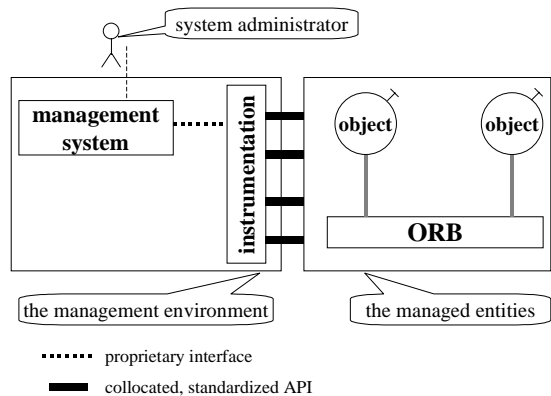 system administrator
management
system
instrumentation
object
object
ORB
the management environment
the managed entities
proprietary interface
collocated, standardized API